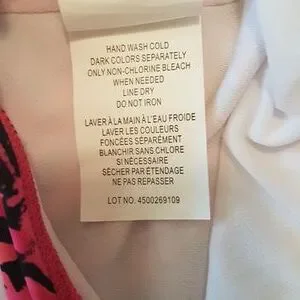 HAND WASH COLD
DARK COLORS SEPARATELY
ONLY NON-CHLORINE BLEACH
WHEN NEEDED
LINE DRY
DO NOT IRON
LAVER À LA MAIN À L'EAU FROIDE
LAVER LES COULEURS
FONCÉES SÉPARÉMENT
BLANCHIR SANS CHLORE
SI NÉCESSAIRE
SÉCHER PAR ÉTENDAGE
NE PAS REPASSER
LOT NO. 4500269109